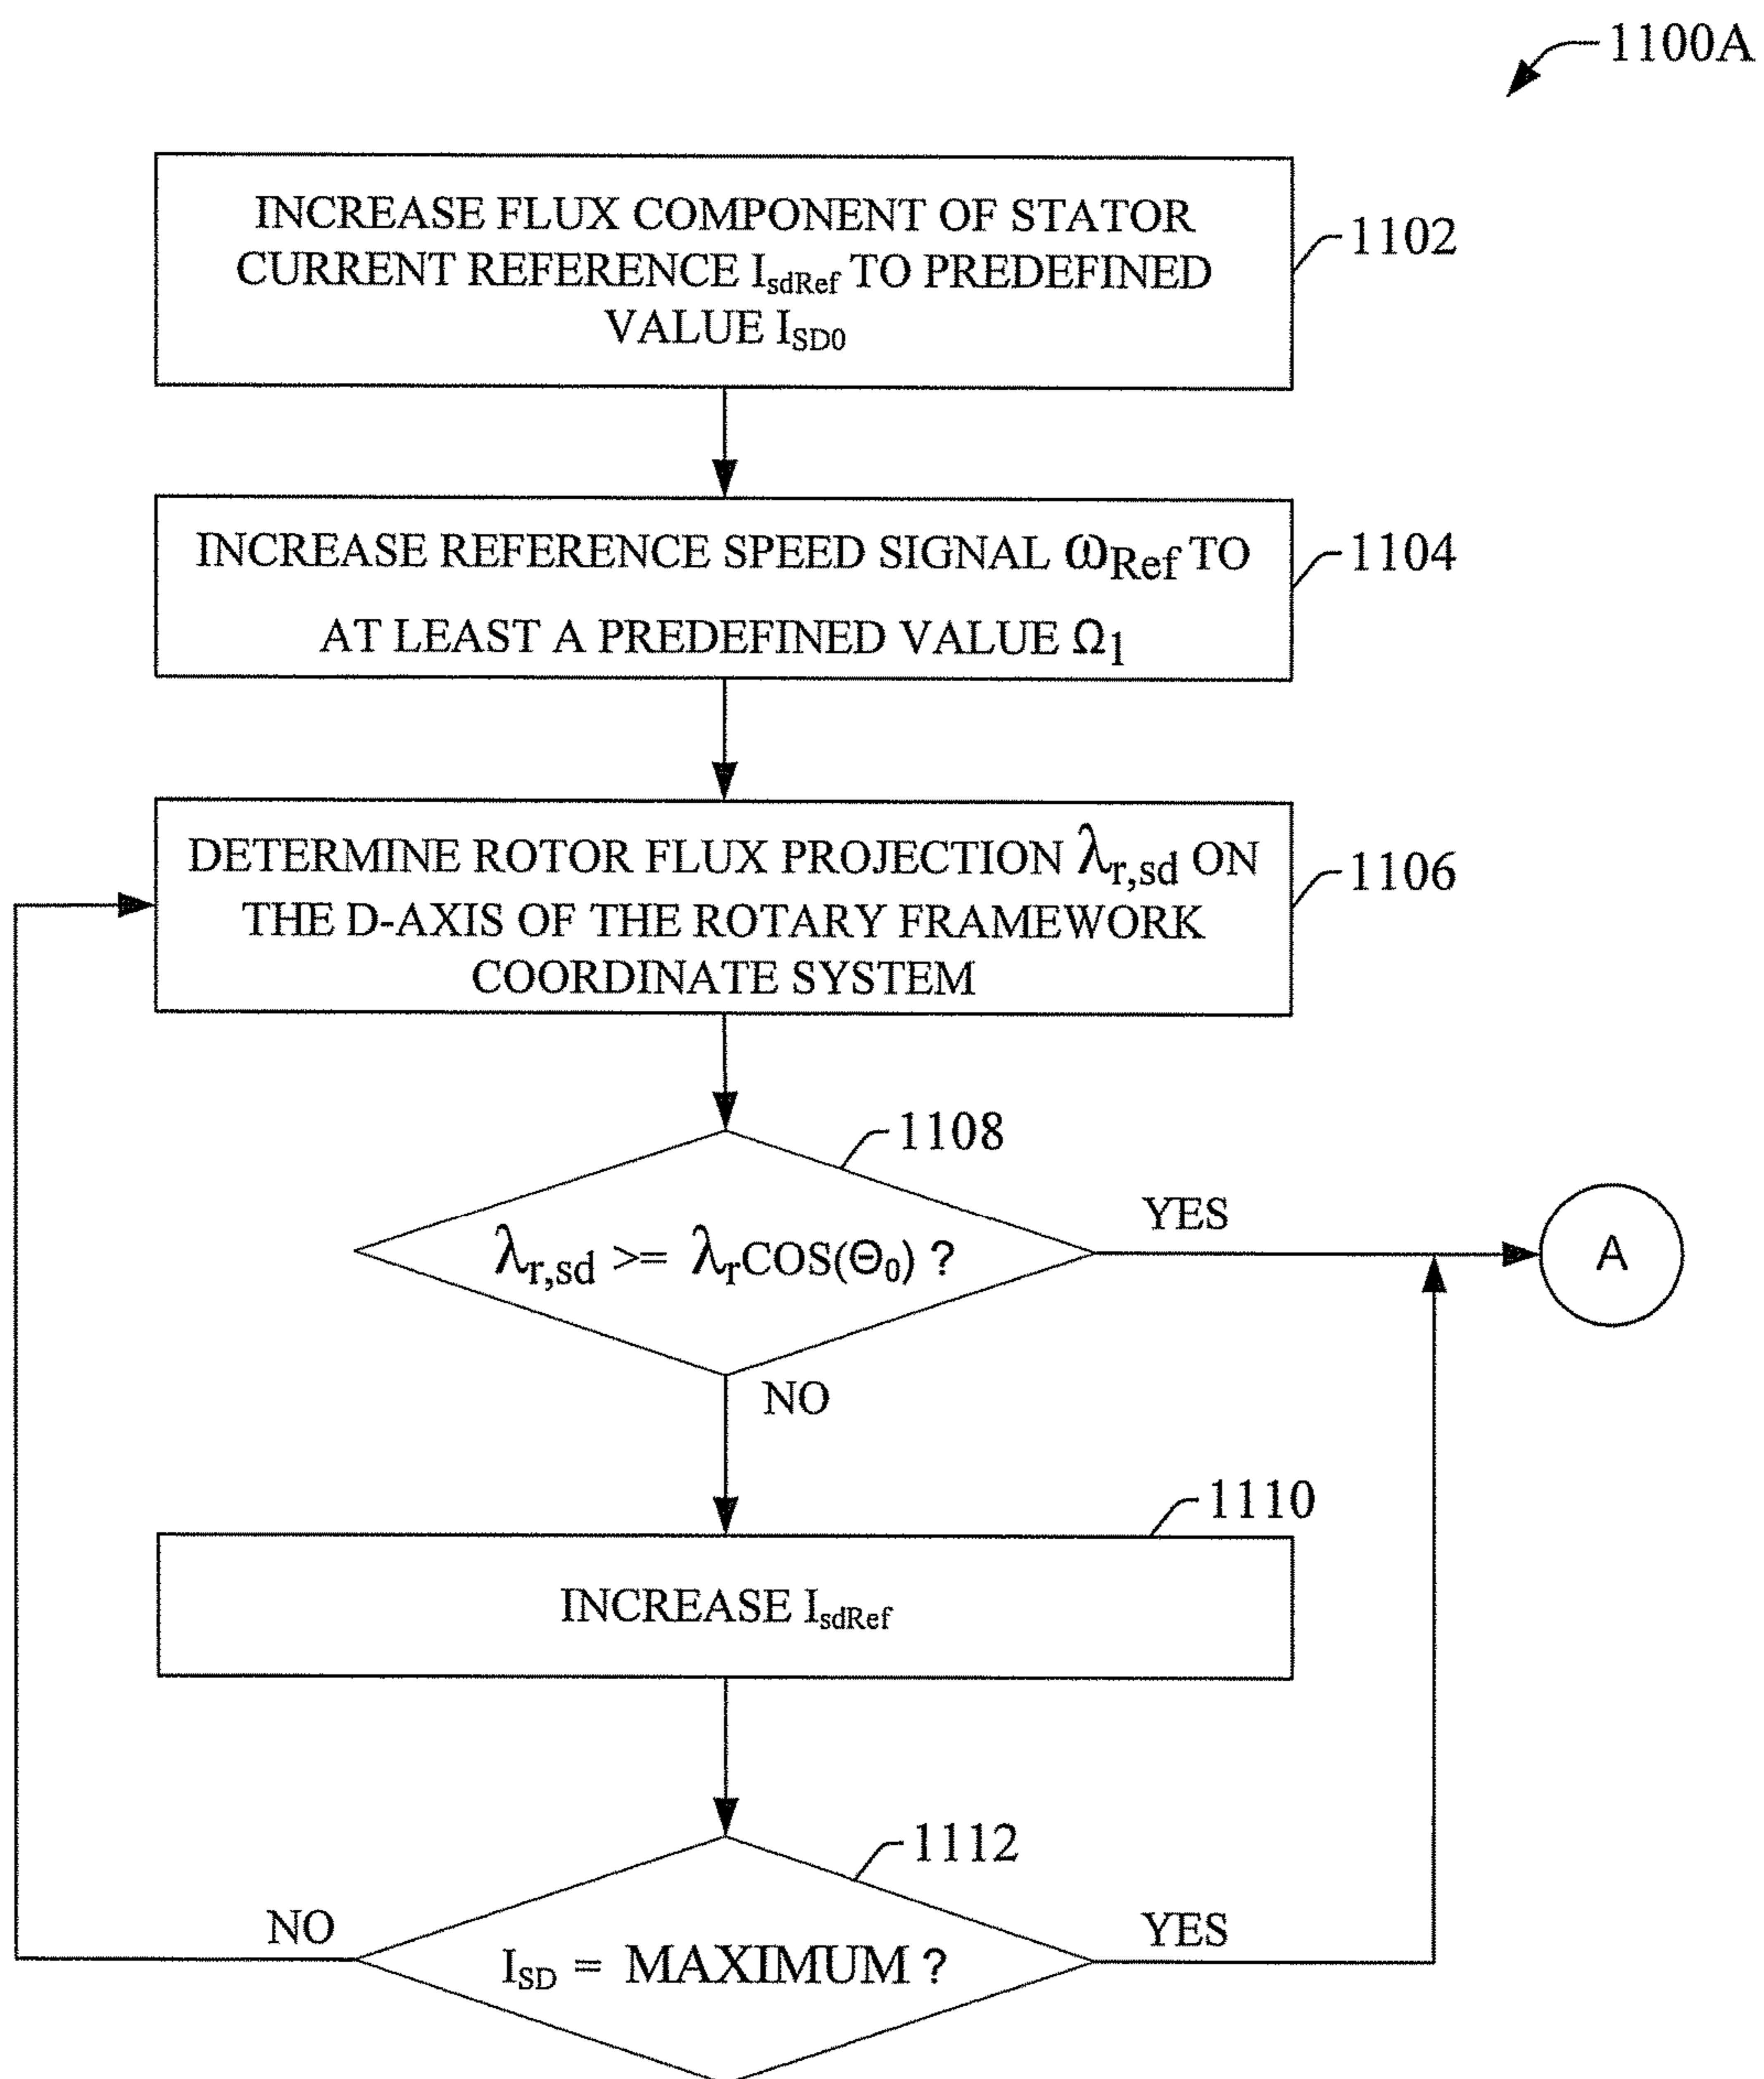 1100A
INCREASE FLUX COMPONENT OF STATOR
CURRENT REFERENCE IsdRef TO PREDEFINED
VALUE ISD0
1102
INCREASE REFERENCE SPEED SIGNAL ωRef TO
AT LEAST A PREDEFINED VALUE Ω1
1104
DETERMINE ROTOR FLUX PROJECTION λr,sd ON
THE D-AXIS OF THE ROTARY FRAMEWORK
COORDINATE SYSTEM
1106
1108
λr,sd >= λrCOS(Θ0) ?
YES
A
NO
1110
INCREASE IsdRef
1112
NO
ISD = MAXIMUM ?
YES